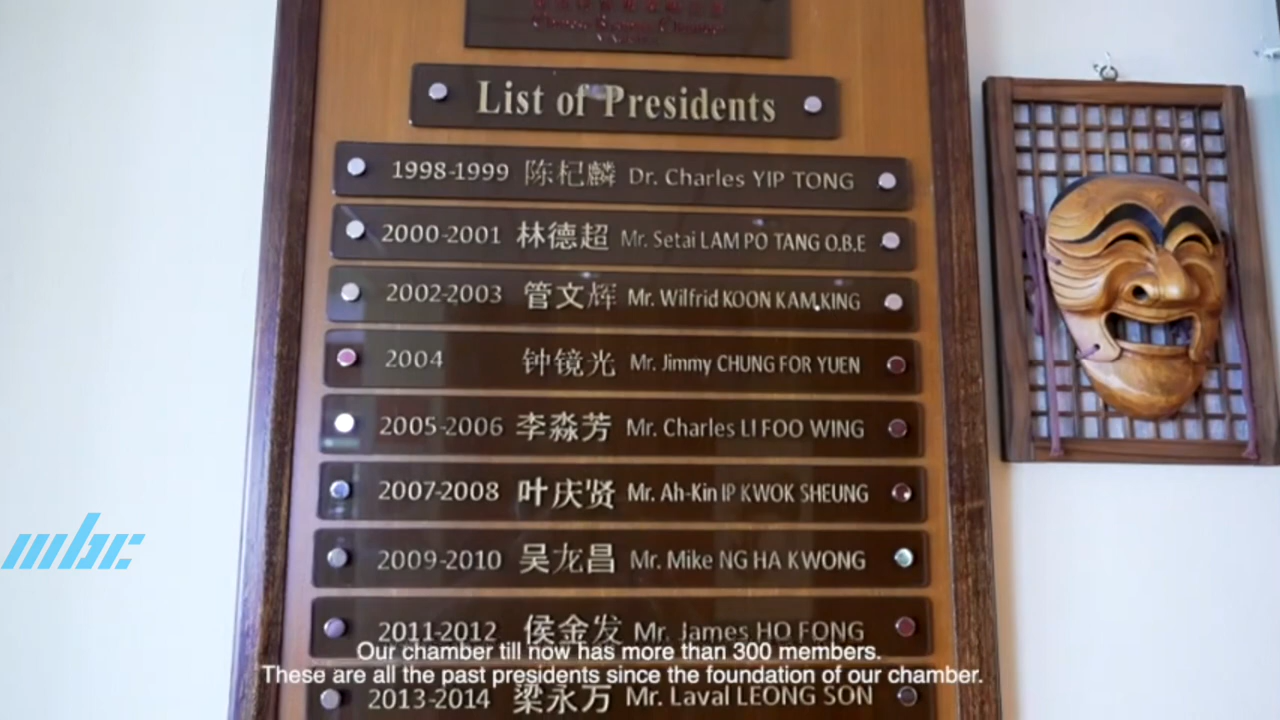 List of Presidents
1998-1999 陈杞麟 Dr. Charles YIP TONG
2000-2001 林德超 Mr. Setai LAM PO TANG O.B.E
2002-2003 管文辉 Mr. Wilfrid KOON KAM KING
2004 钟镜光 Mr. Jimmy CHUNG FOR YUEN
2005-2006 李淼芳 Mr. Charles LI FOO WING
2007-2008 叶庆贤 Mr. Ah-Kin IP KWOK SHEUNG
2009-2010 吴龙昌 Mr. Mike NG HA KWONG
mbc
2011-2012 侯金发 Mr. James HO FONG
Our chamber till now has more than 300 members.
These are all the past presidents since the foundation of our chamber.
2013-2014 梁永万 Mr. Laval LEONG SON